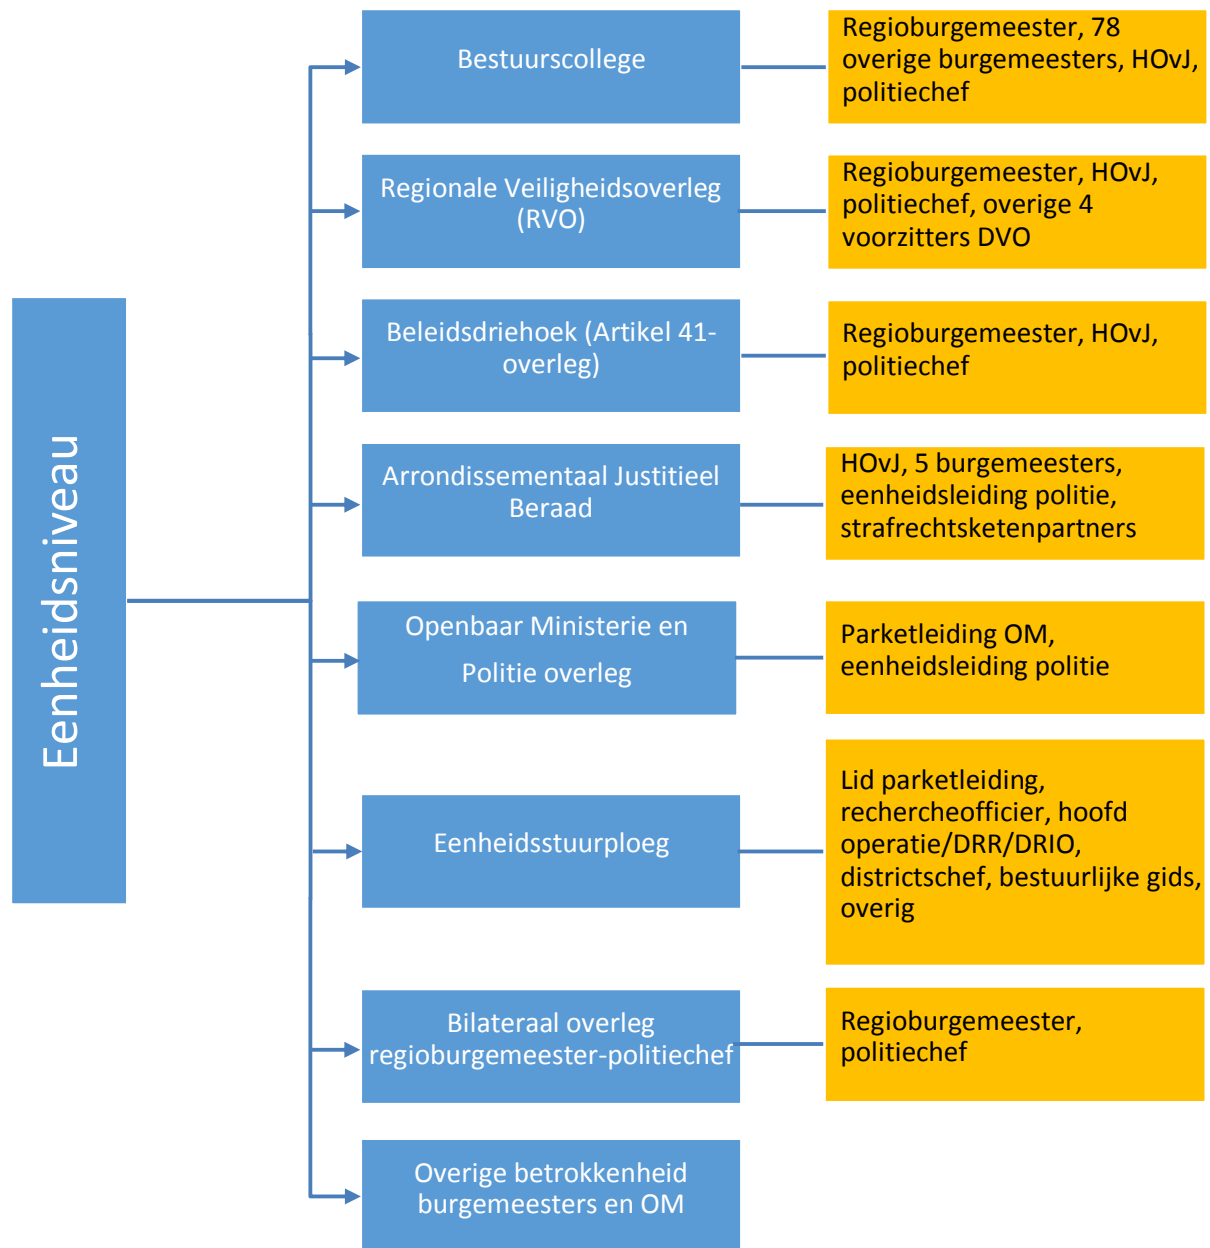 Eenheidsniveau
Bestuurscollege
Regioburgemeester, 78
overige burgemeesters, HOvJ,
politiechef
Regionale Veiligheidsoverleg
(RVO)
Regioburgemeester, HOvJ,
politiechef, overige 4
voorzitters DVO
Beleidsdriehoek (Artikel 41-
overleg)
Regioburgemeester, HOvJ,
politiechef
Arrondissementaal Justitieel
Beraad
HOvJ, 5 burgemeesters,
eenheidsleiding politie,
strafrechtsketenpartners
Openbaar Ministerie en
Politie overleg
Parketleiding OM,
eenheidsleiding politie
Eenheidsstuurploeg
Lid parketleiding,
rechercheofficier, hoofd
operatie/DRR/DRIO,
districtschef, bestuurlijke gids,
overig
Bilateraal overleg
regioburgemeester-politiechef
Regioburgemeester,
politiechef
Overige betrokkenheid
burgemeesters en OM